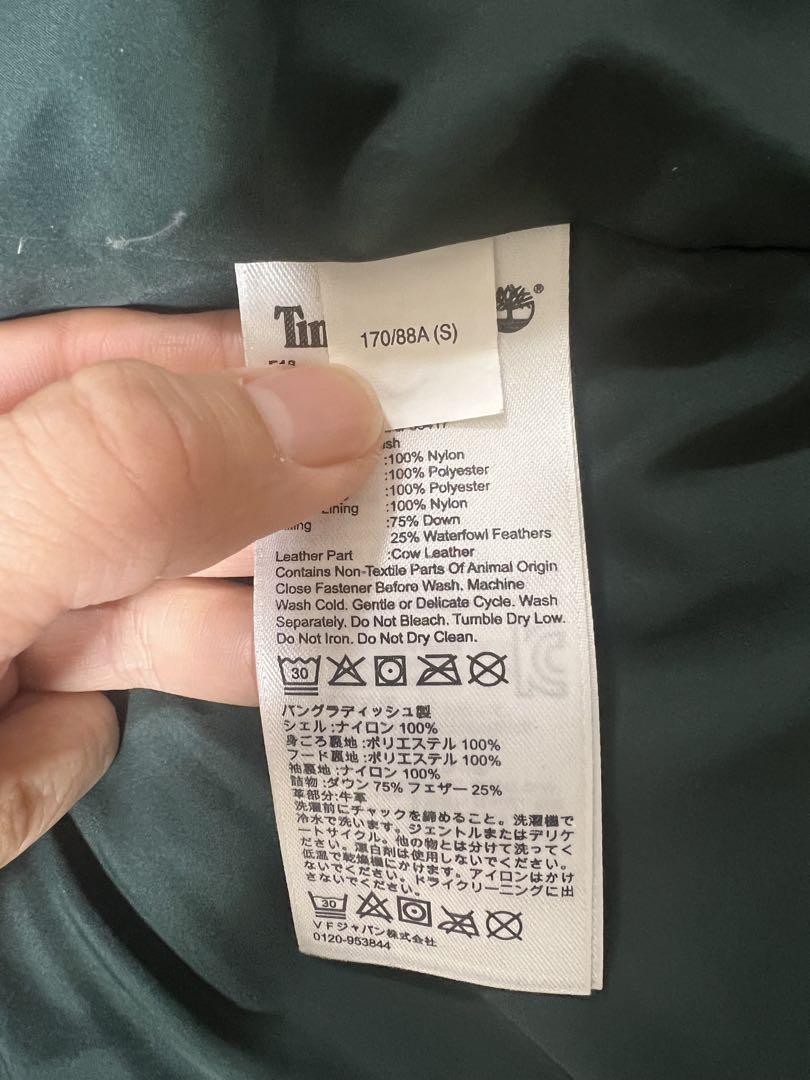 170/88A (S)
®
:100% Nylon
:100% Polyester
:100% Polyester
:100% Nylon
:75% Down
25% Waterfowl Feathers
Leather Part :Cow Leather
Contains Non-Textile Parts Of Animal Origin
Close Fastener Before Wash. Machine
Wash Cold. Gentle or Delicate Cycle. Wash
Separately. Do Not Bleach. Tumble Dry Low.
Do Not Iron. Do Not Dry Clean.
30
バングラディッシュ製
シェル:ナイロン 100%
身ごろ裏地:ポリエステル 100%
フード裏地:ポリエステル 100%
袖裏地:ナイロン 100%
詰物:ダウン 75% フェザー 25%
革部分:牛革
洗濯前にチャックを締めること。洗濯機で
冷水で洗います。ジェントルまたはデリケ
ートサイクル。他の物とは分けて洗ってく
ださい。漂白剤は使用しないでください。
低温で乾燥機にかけます。アイロンはかけ
ないでください。ドライクリーニングに出
さないでください。
30
VFジャパン株式会社
0120-953844